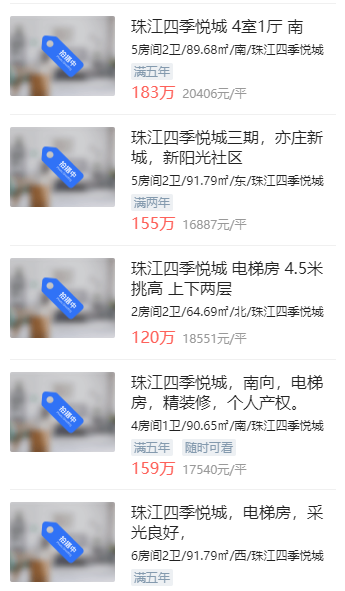 珠江四季悦城 4室1厅 南
5房间2卫/89.68㎡/南/珠江四季悦城
满五年
183万 20406元/平
拍摄中
珠江四季悦城三期，亦庄新
城，新阳光社区
5房间2卫/91.79㎡/东/珠江四季悦城
满两年
155万 16887元/平
拍摄中
珠江四季悦城 电梯房 4.5米
挑高 上下两层
2房间2卫/64.69㎡/北/珠江四季悦城
120万 18551元/平
拍摄中
珠江四季悦城，南向，电梯
房，精装修，个人产权。
4房间1卫/90.65㎡/南/珠江四季悦城
满五年 随时可看
159万 17540元/平
拍摄中
珠江四季悦城，电梯房，采
光良好，
6房间2卫/91.79㎡/西/珠江四季悦城
满五年
拍摄中